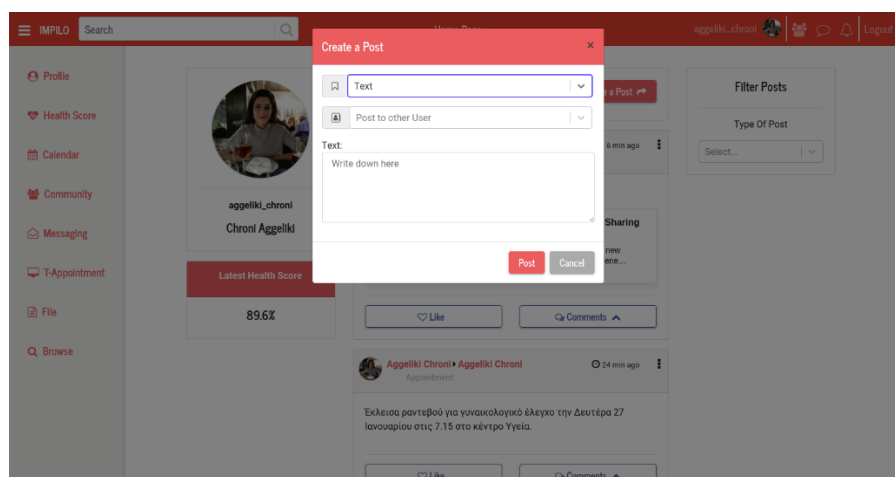 IMPILO
Search
aggeliki_chroni
Logout
Create a Post
×
Profile
Health Score
Calendar
Community
Messaging
T-Appointment
File
Browse
aggeliki_chroni
Chroni Aggeliki
Latest Health Score
89.6%
Text
Post to other User
Text:
Write down here
Post
Cancel
e a Post
6 min ago
Sharing
new
ene...
Like
Comments
Aggeliki Chroni
Aggeliki Chroni
24 min ago
Appointment
Έκλεισα ραντεβού για γυναικολογικό έλεγχο την Δευτέρα 27
Ιανουαρίου στις 7.15 στο κέντρο Υγεία.
Like
Comments
Filter Posts
Type Of Post
Select...